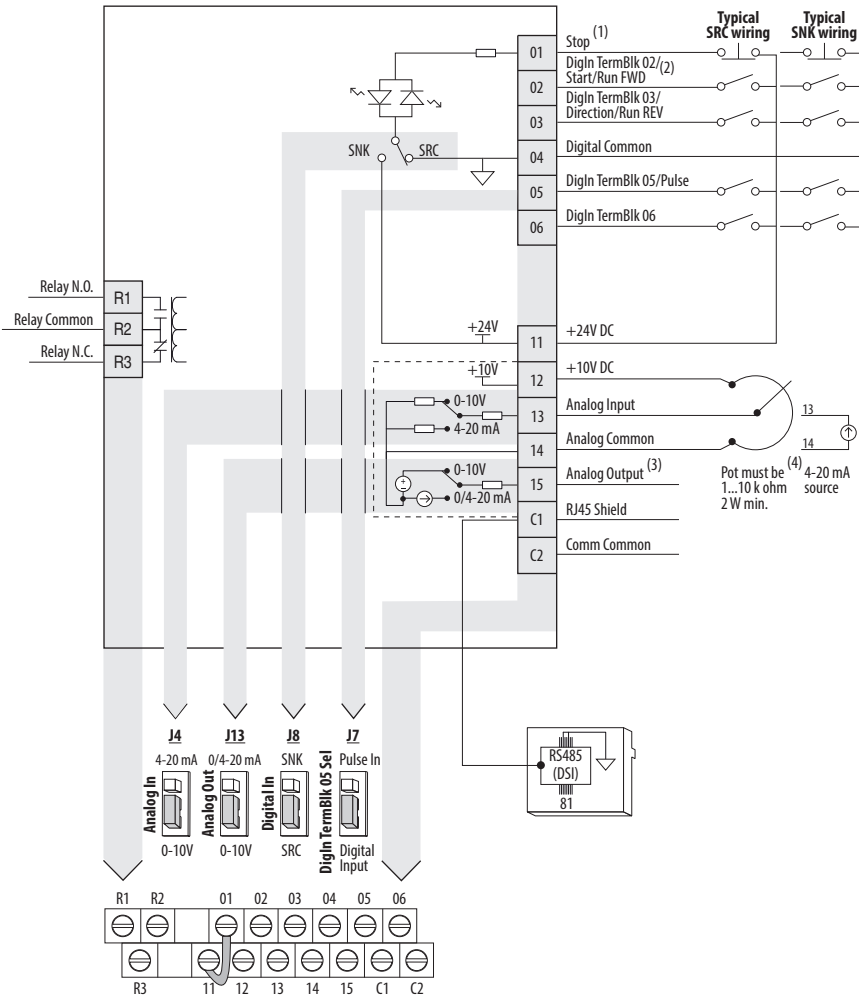 Typical
SRC wiring
Typical
SNK wiring
01
Stop (1)
02
DigIn TermBlk 02/
Start/Run FWD (2)
03
DigIn TermBlk 03/
Direction/Run REV
SNK
SRC
04
Digital Common
05
DigIn TermBlk 05/Pulse
06
DigIn TermBlk 06
Relay N.O.
R1
Relay Common
R2
Relay N.C.
R3
+24V
11
+24V DC
+10V
12
+10V DC
0-10V
4-20 mA
13
Analog Input
14
Analog Common
0-10V
0/4-20 mA
15
Analog Output (3)
C1
RJ45 Shield
C2
Comm Common
13
14
Pot must be (4)
1...10 k ohm
2 W min.
4-20 mA
source
J4
J13
J8
J7
4-20 mA
0/4-20 mA
SNK
Pulse In
Analog In
Analog Out
Digital In
DigIn TermBlk 05 Sel
0-10V
0-10V
SRC
Digital
Input
RS485
(DSI)
81
R1 R2 01 02 03 04 05 06
R3 11 12 13 14 15 C1 C2